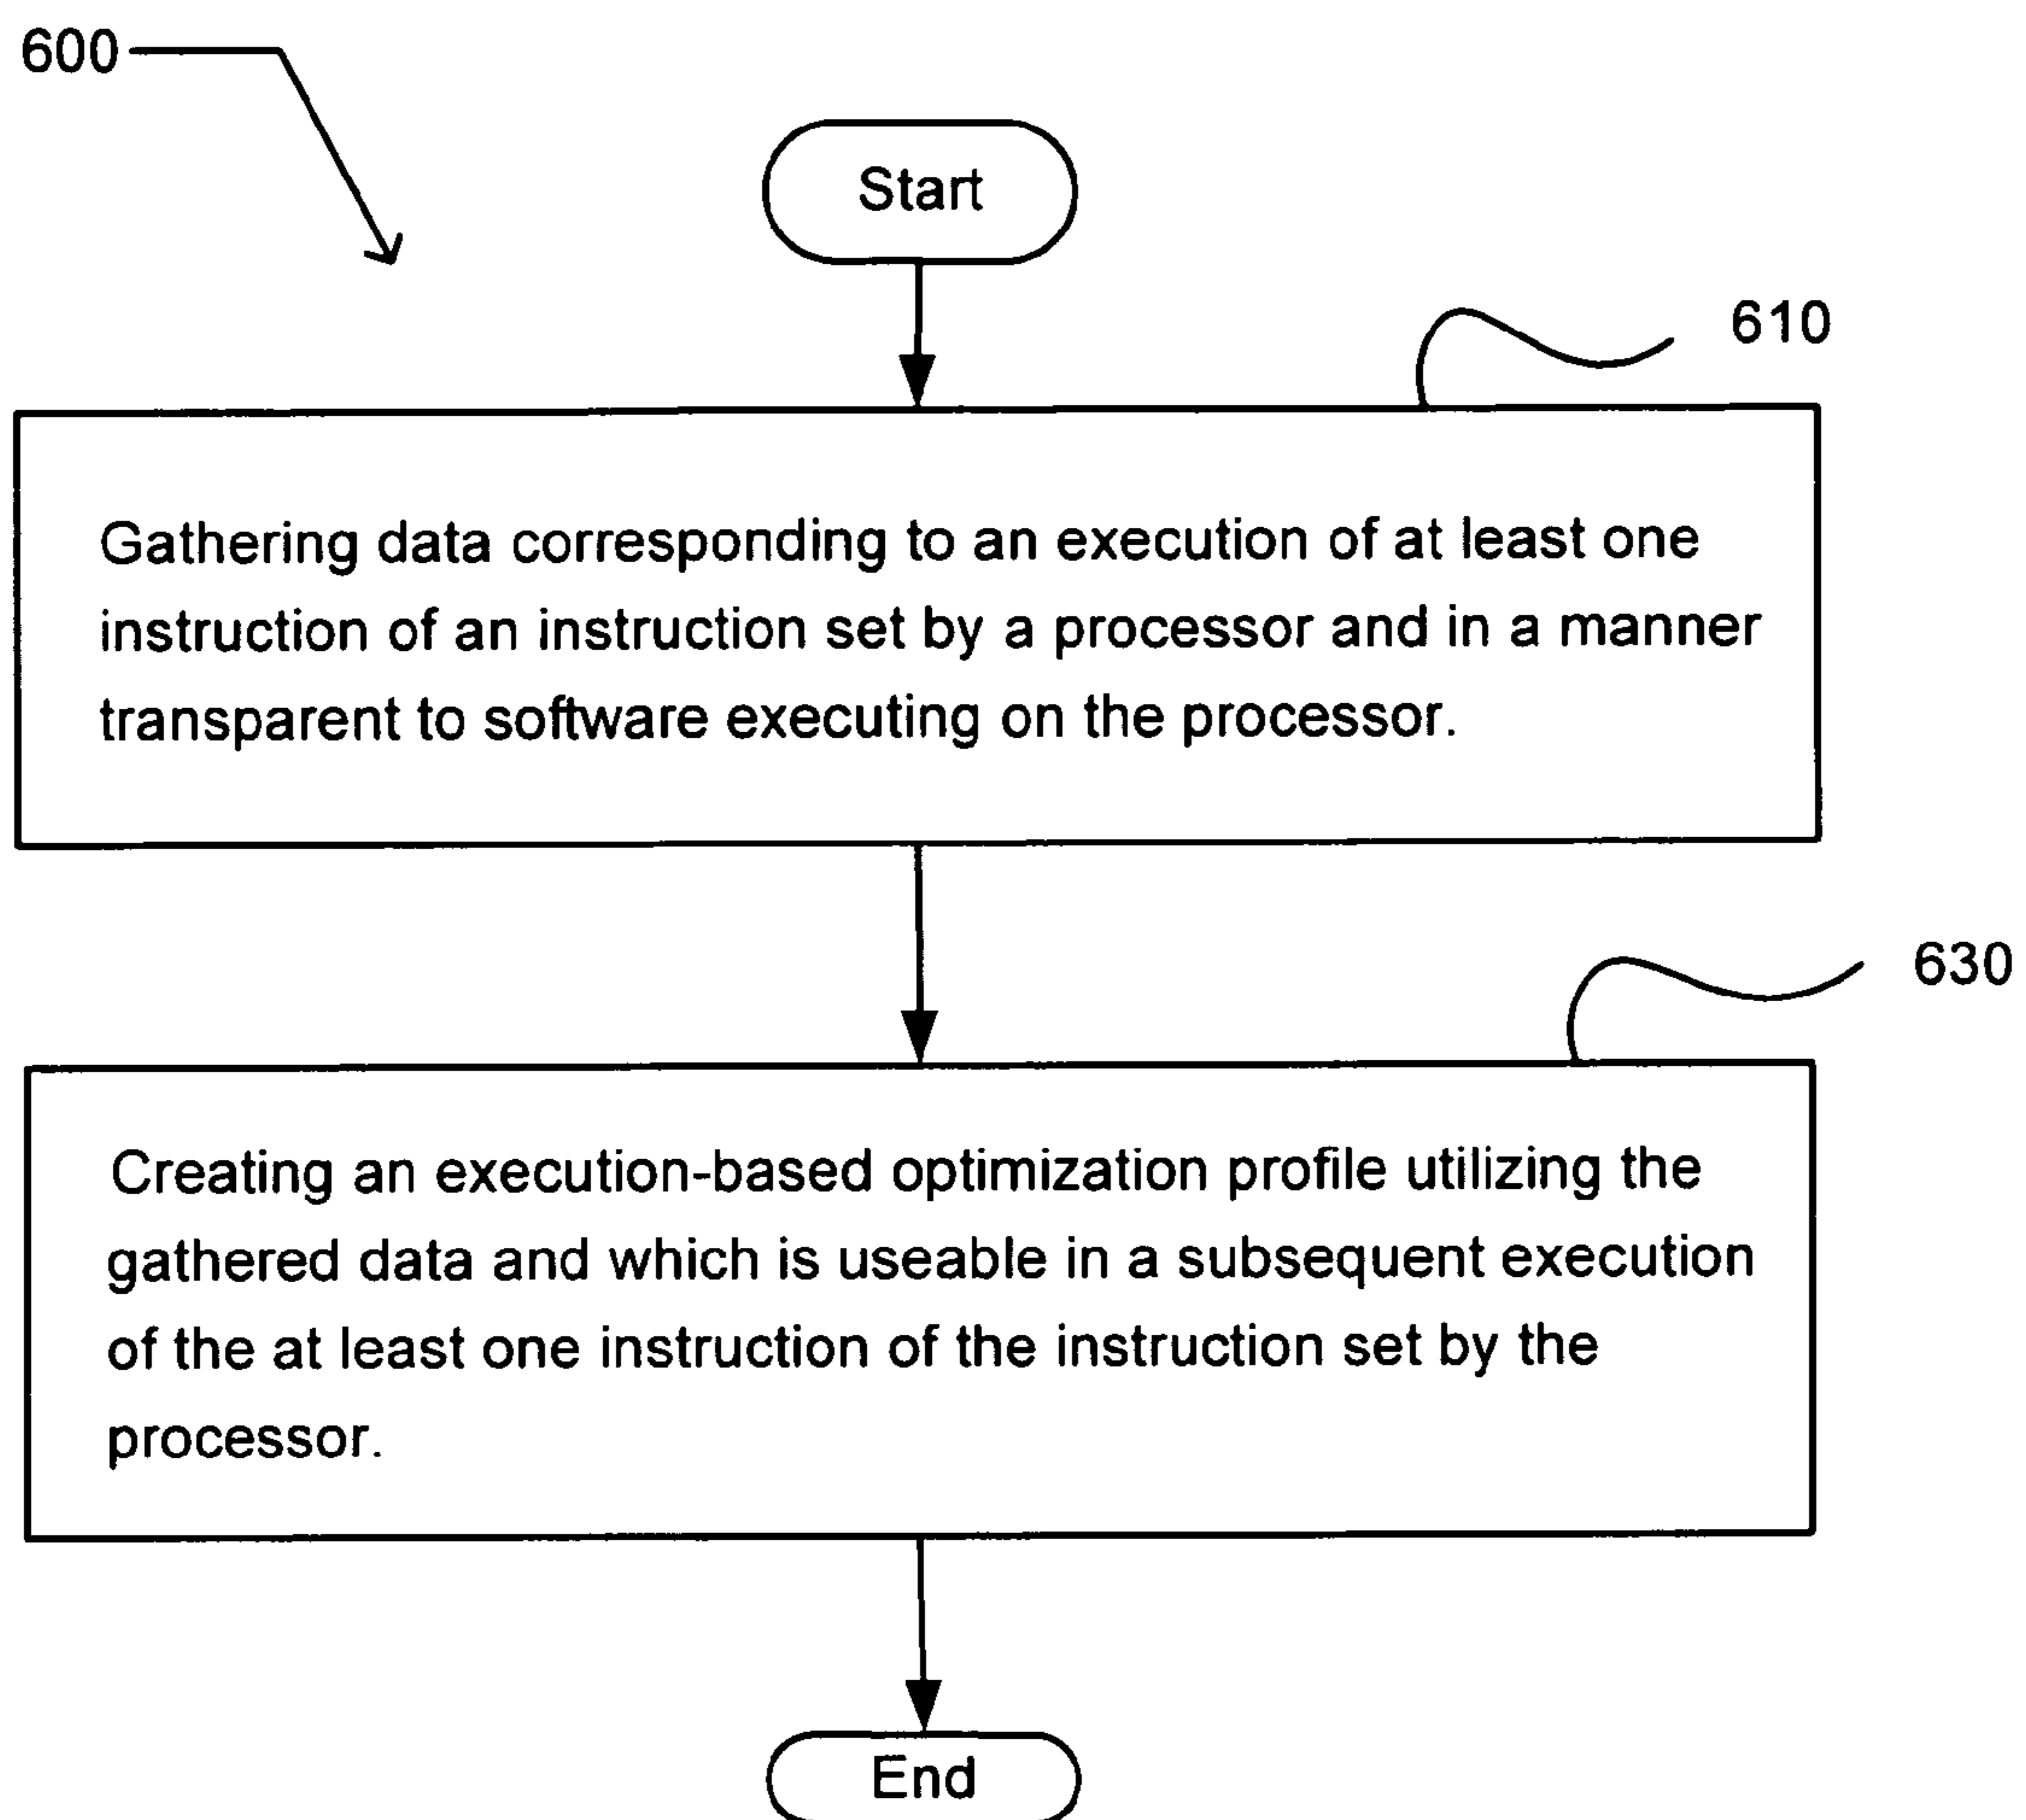 600
Start
610
Gathering data corresponding to an execution of at least one
instruction of an instruction set by a processor and in a manner
transparent to software executing on the processor.
630
Creating an execution-based optimization profile utilizing the
gathered data and which is useable in a subsequent execution
of the at least one instruction of the instruction set by the
processor.
End